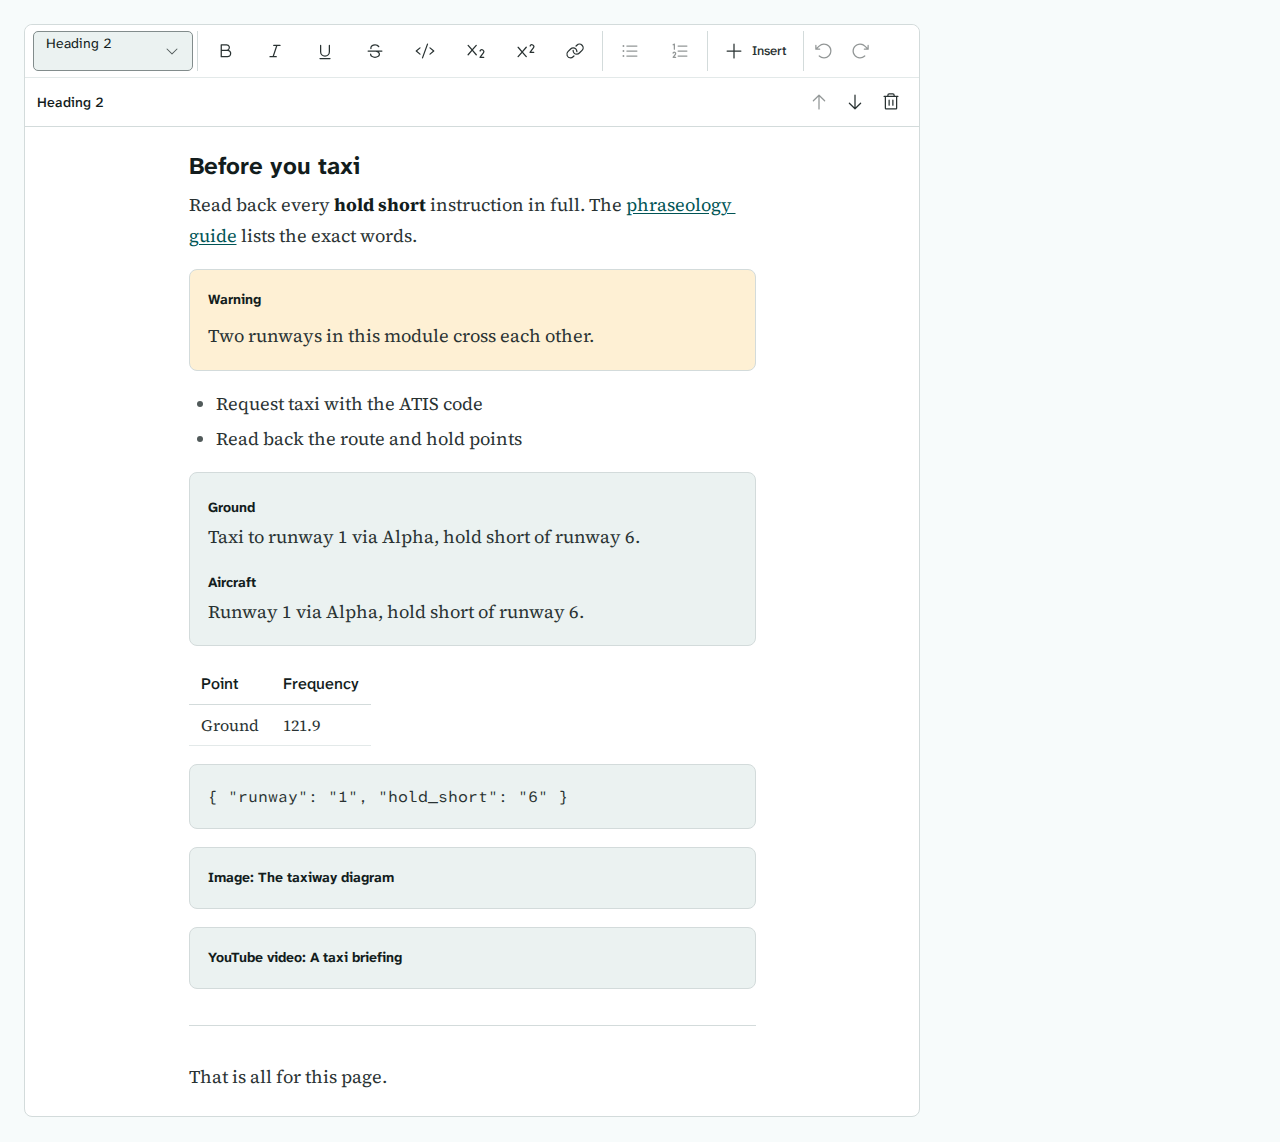 Heading 2
B I U S </> X2 X2 Insert
Heading 2
Before you taxi
Read back every hold short instruction in full. The phraseology
guide lists the exact words.
Warning
Two runways in this module cross each other.
• Request taxi with the ATIS code
• Read back the route and hold points
Ground
Taxi to runway 1 via Alpha, hold short of runway 6.
Aircraft
Runway 1 via Alpha, hold short of runway 6.
Point Frequency
Ground 121.9
{ "runway": "1", "hold_short": "6" }
Image: The taxiway diagram
YouTube video: A taxi briefing
That is all for this page.